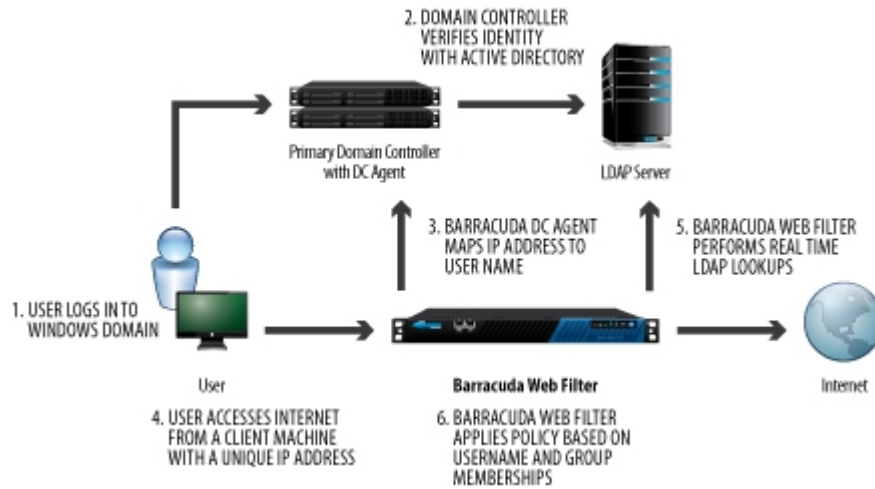 2. DOMAIN CONTROLLER
VERIFIES IDENTITY
WITH ACTIVE DIRECTORY
Primary Domain Controller
with DC Agent
LDAP Server
3. BARRACUDA DC AGENT
MAPS IP ADDRESS TO
USER NAME
5. BARRACUDA WEB FILTER
PERFORMS REAL TIME
LDAP LOOKUPS
1. USER LOGS IN TO
WINDOWS DOMAIN
User
Barracuda Web Filter
Internet
4. USER ACCESSES INTERNET
FROM A CLIENT MACHINE
WITH A UNIQUE IP ADDRESS
6. BARRACUDA WEB FILTER
APPLIES POLICY BASED ON
USERNAME AND GROUP
MEMBERSHIPS